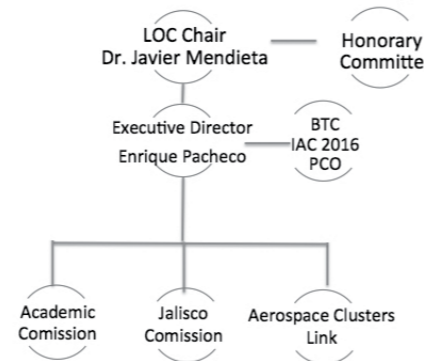 LOC Chair
Dr. Javier Mendieta
Honorary
Committe
Executive Director
Enrique Pacheco
BTC
IAC 2016
PCO
Academic
Comission
Jalisco
Comission
Aerospace Clusters
Link